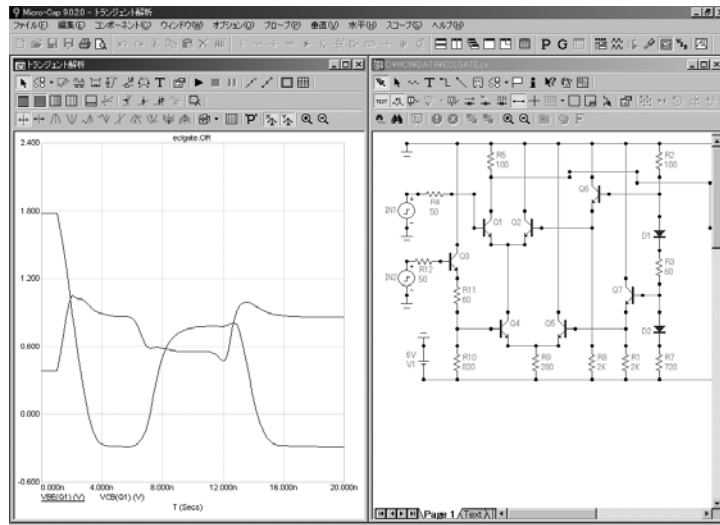 Micro-Cap 9.0.2.0 - トランジェント解析
ファイル(F) 編集(E) コンポーネント(C) ウィンドウ(W) オプション(O) プローブ(P) 垂直(V) 水平(H) スコープ(S) ヘルプ(H)
トランジェント解析
eclgate.CIR
2.400
1.800
1.200
0.600
0.000
-0.600
0.000n 4.000n 8.000n 12.000n 16.000n 20.000n
VBE(Q1) (V) VCB(Q1) (V)
T (Secs)
C:\MC9\DATA\ECLGATE.cir
TEXT
R5
100
R2
100
Q6
IN1
R4
50
Q1
Q2
D1
IN2
R12
50
Q3
R3
60
R11
60
Q7
Q4
Q5
D2
6V
V1
R10
820
R9
280
R8
2K
R1
2K
R7
720
Page 1
Text